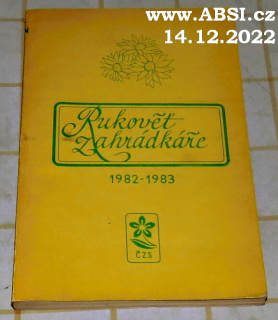 www.ABSI.cz
14.12.2022
Rukověť
Zahrádkáře
1982-1983
ČZS